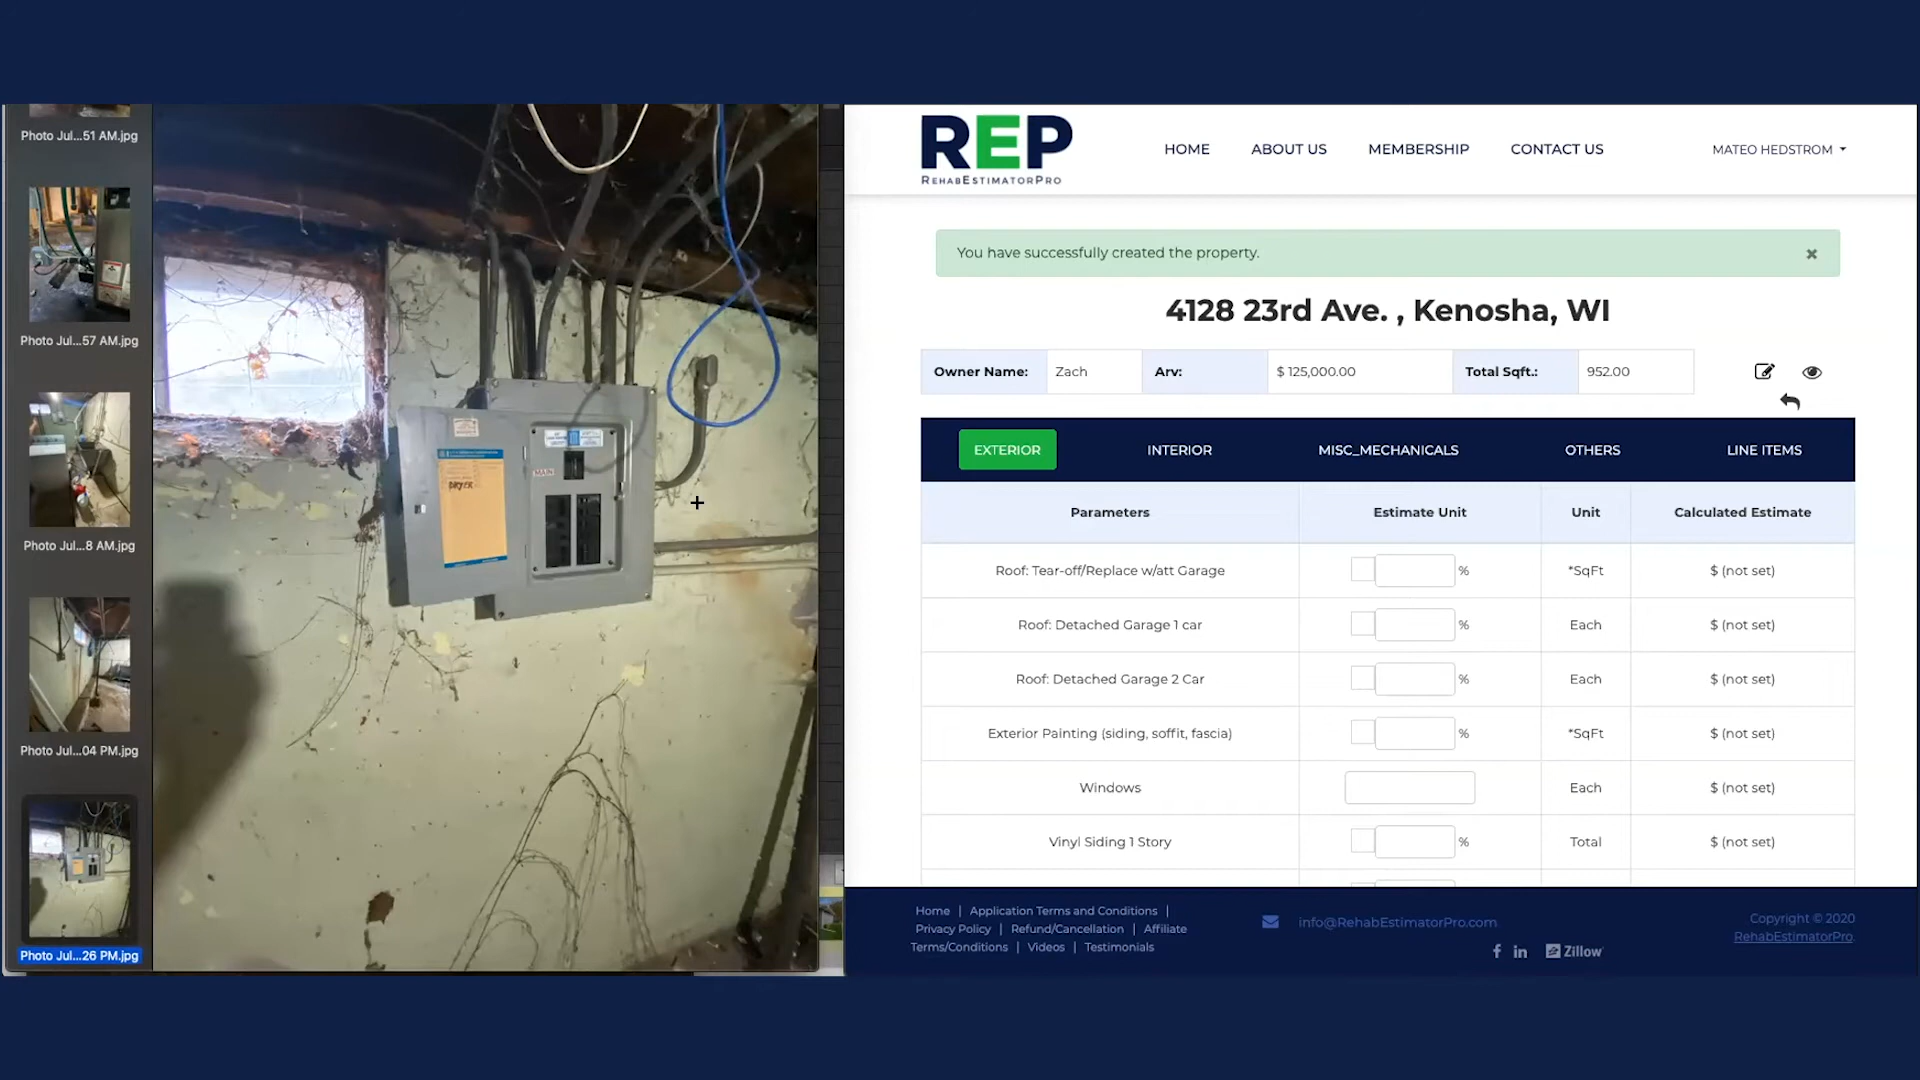 Photo Jul...51 AM.jpg
Photo Jul...57 AM.jpg
Photo Jul...8 AM.jpg
Photo Jul...04 PM.jpg
Photo Jul...26 PM.jpg
MAIN
DRYER
REP
REHABESTIMATORPRO
HOME ABOUT US MEMBERSHIP CONTACT US MATEO HEDSTROM
You have successfully created the property. ×
4128 23rd Ave. , Kenosha, WI
Owner Name: Zach Arv: $ 125,000.00 Total Sqft.: 952.00
EXTERIOR INTERIOR MISC_MECHANICALS OTHERS LINE ITEMS
Parameters Estimate Unit Unit Calculated Estimate
Roof: Tear-off/Replace w/att Garage % *SqFt $ (not set)
Roof: Detached Garage 1 car % Each $ (not set)
Roof: Detached Garage 2 Car % Each $ (not set)
Exterior Painting (siding, soffit, fascia) % *SqFt $ (not set)
Windows Each $ (not set)
Vinyl Siding 1 Story % Total $ (not set)
Home | Application Terms and Conditions |
Privacy Policy | Refund/Cancellation | Affiliate
Terms/Conditions | Videos | Testimonials
info@RehabEstimatorPro.com
Zillow
Copyright © 2020
RehabEstimatorPro.